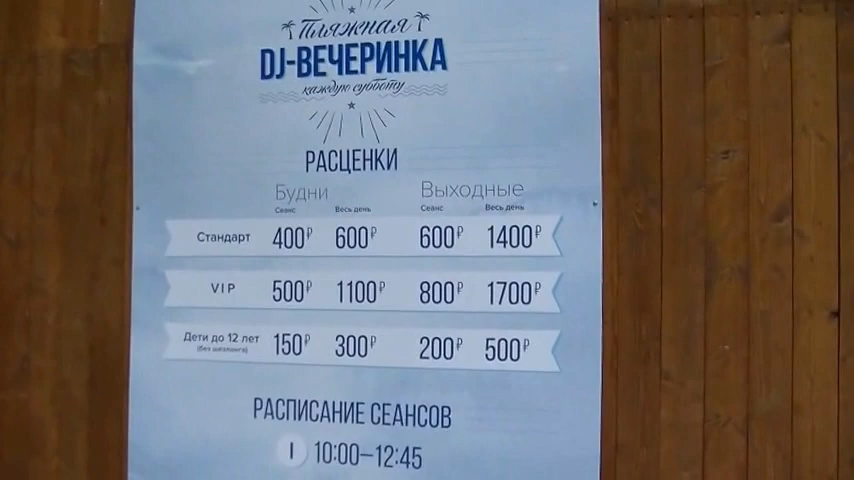 Пляжная
DJ-ВЕЧЕРИНКА
каждую субботу
РАСЦЕНКИ
Будни Выходные
Сеанс Весь день Сеанс Весь день
Стандарт 400₽ 600₽ 600₽ 1400₽
VIP 500₽ 1100₽ 800₽ 1700₽
Дети до 12 лет 150₽ 300₽ 200₽ 500₽
(без шезлонга)
РАСПИСАНИЕ СЕАНСОВ
I 10:00–12:45